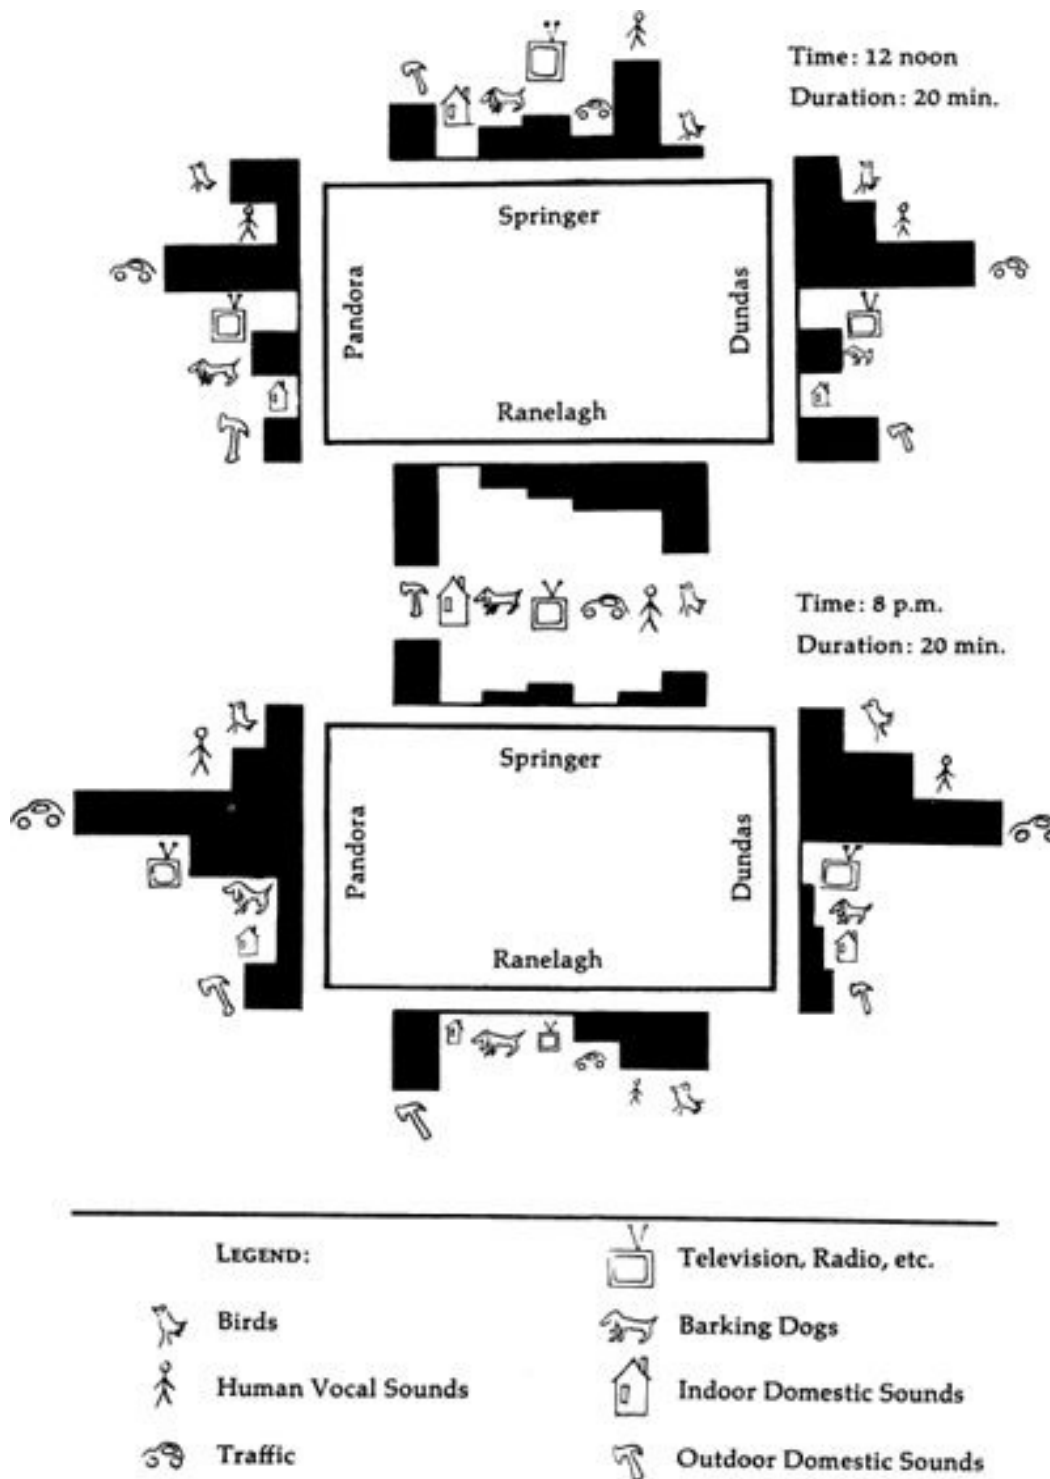 Time: 12 noon
Duration: 20 min.
Springer
Pandora
Dundas
Ranelagh
Time: 8 p.m.
Duration: 20 min.
Springer
Pandora
Dundas
Ranelagh
LEGEND:
Television, Radio, etc.
Birds
Barking Dogs
Human Vocal Sounds
Indoor Domestic Sounds
Traffic
Outdoor Domestic Sounds